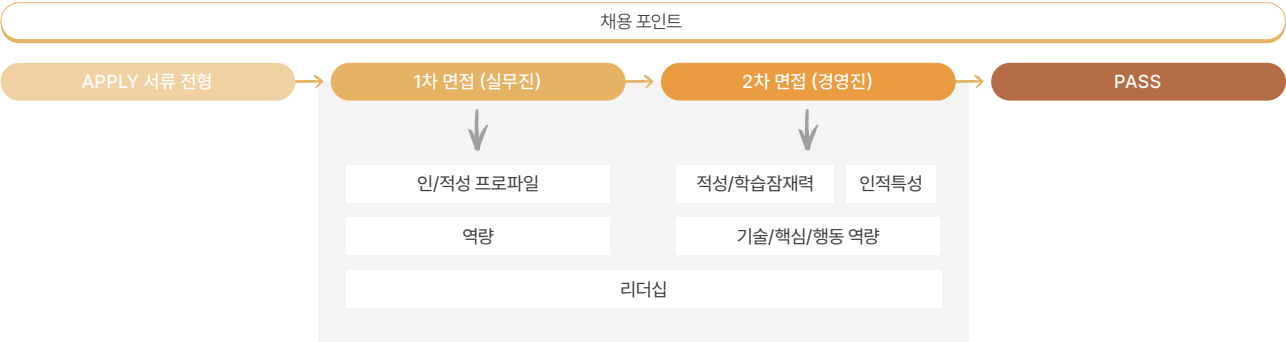 채용 포인트
APPLY 서류 전형
1차 면접 (실무진)
2차 면접 (경영진)
PASS
인/적성 프로파일
적성/학습잠재력
인적특성
역량
기술/핵심/행동 역량
리더십